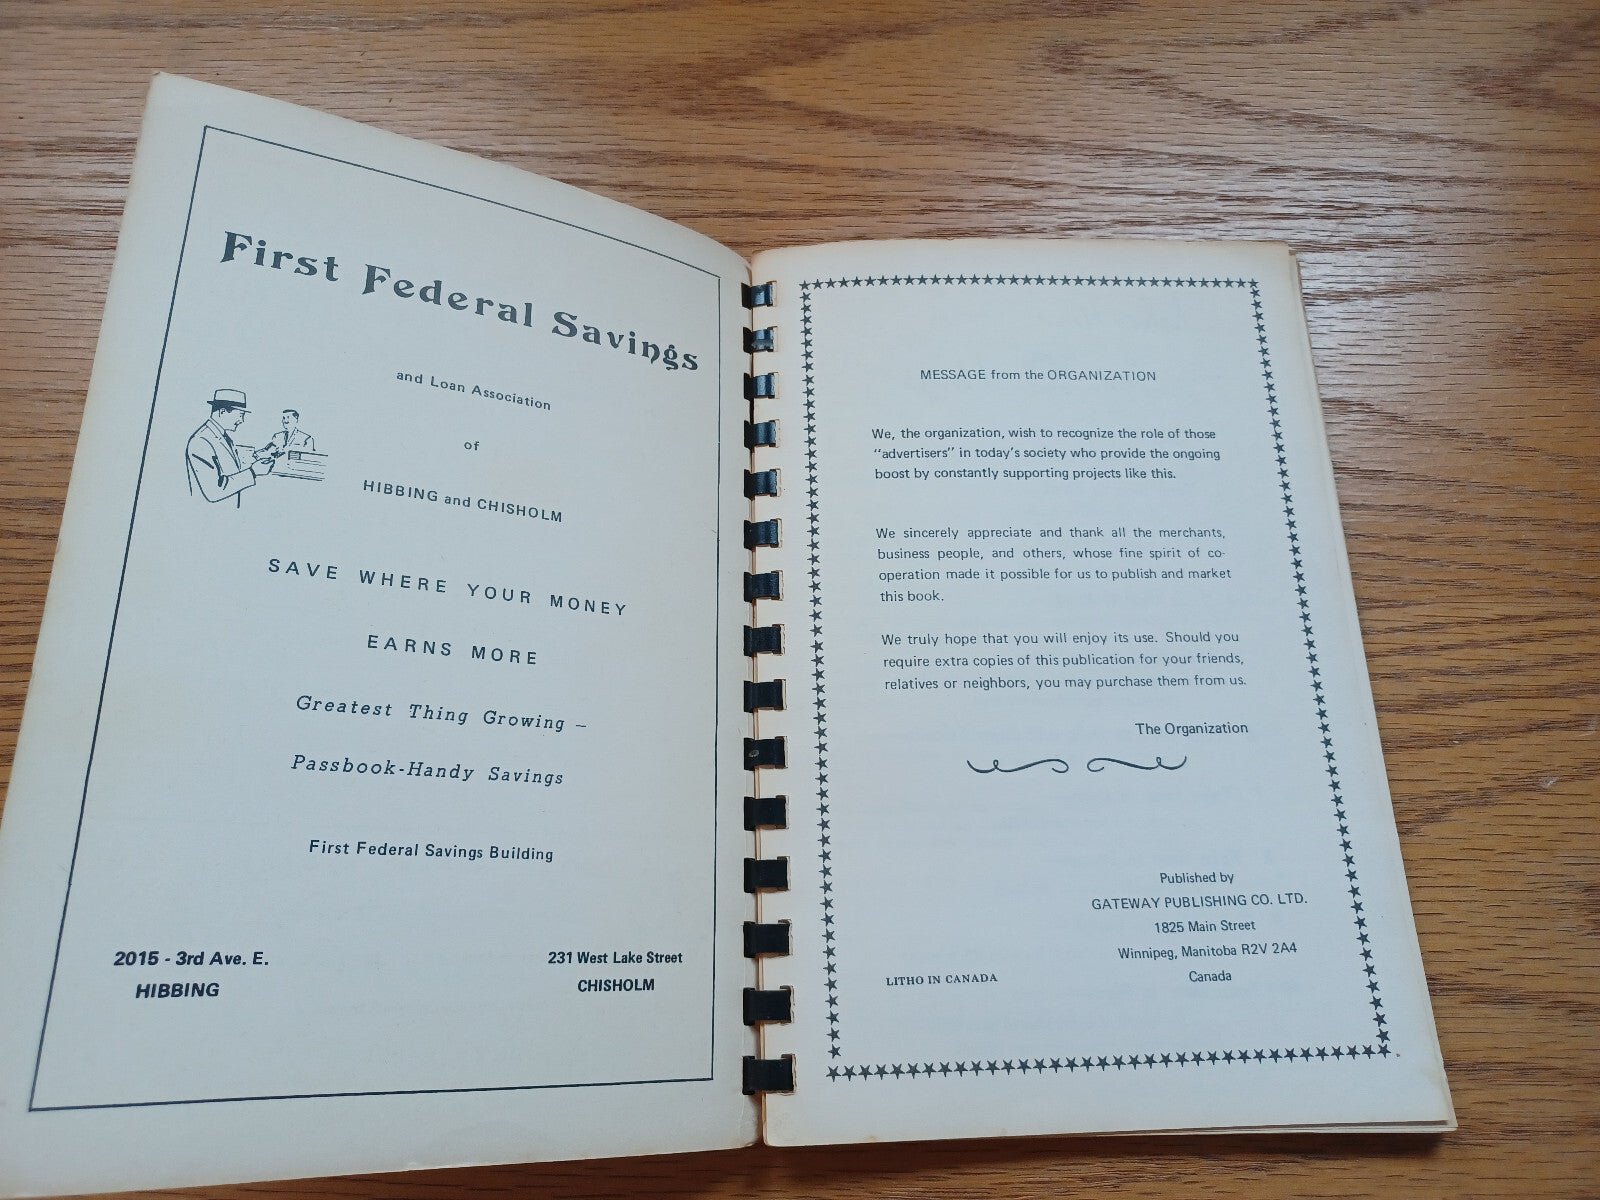 First Federal Savings
and Loan Association
of
HIBBING and CHISHOLM
SAVE WHERE YOUR MONEY
EARNS MORE
Greatest Thing Growing –
Passbook-Handy Savings
First Federal Savings Building
2015 - 3rd Ave. E.
HIBBING
231 West Lake Street
CHISHOLM
MESSAGE from the ORGANIZATION
We, the organization, wish to recognize the role of those
"advertisers" in today's society who provide the ongoing
boost by constantly supporting projects like this.
We sincerely appreciate and thank all the merchants,
business people, and others, whose fine spirit of co-
operation made it possible for us to publish and market
this book.
We truly hope that you will enjoy its use. Should you
require extra copies of this publication for your friends,
relatives or neighbors, you may purchase them from us.
The Organization
Published by
GATEWAY PUBLISHING CO. LTD.
1825 Main Street
Winnipeg, Manitoba R2V 2A4
Canada
LITHO IN CANADA